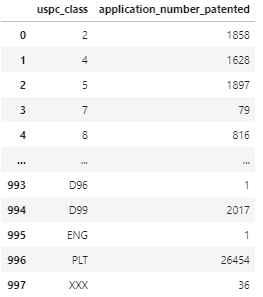 uspc_class application_number_patented
0 2 1858
1 4 1628
2 5 1897
3 7 79
4 8 816
... ... ...
993 D96 1
994 D99 2017
995 ENG 1
996 PLT 26454
997 XXX 36